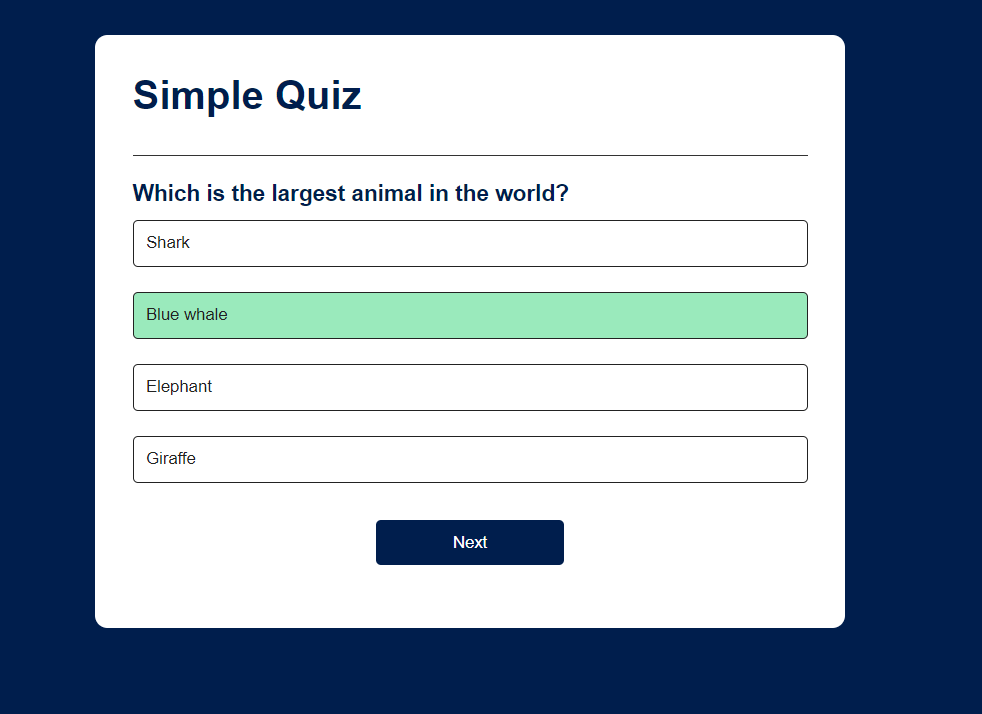 Simple Quiz
Which is the largest animal in the world?
Shark
Blue whale
Elephant
Giraffe
Next